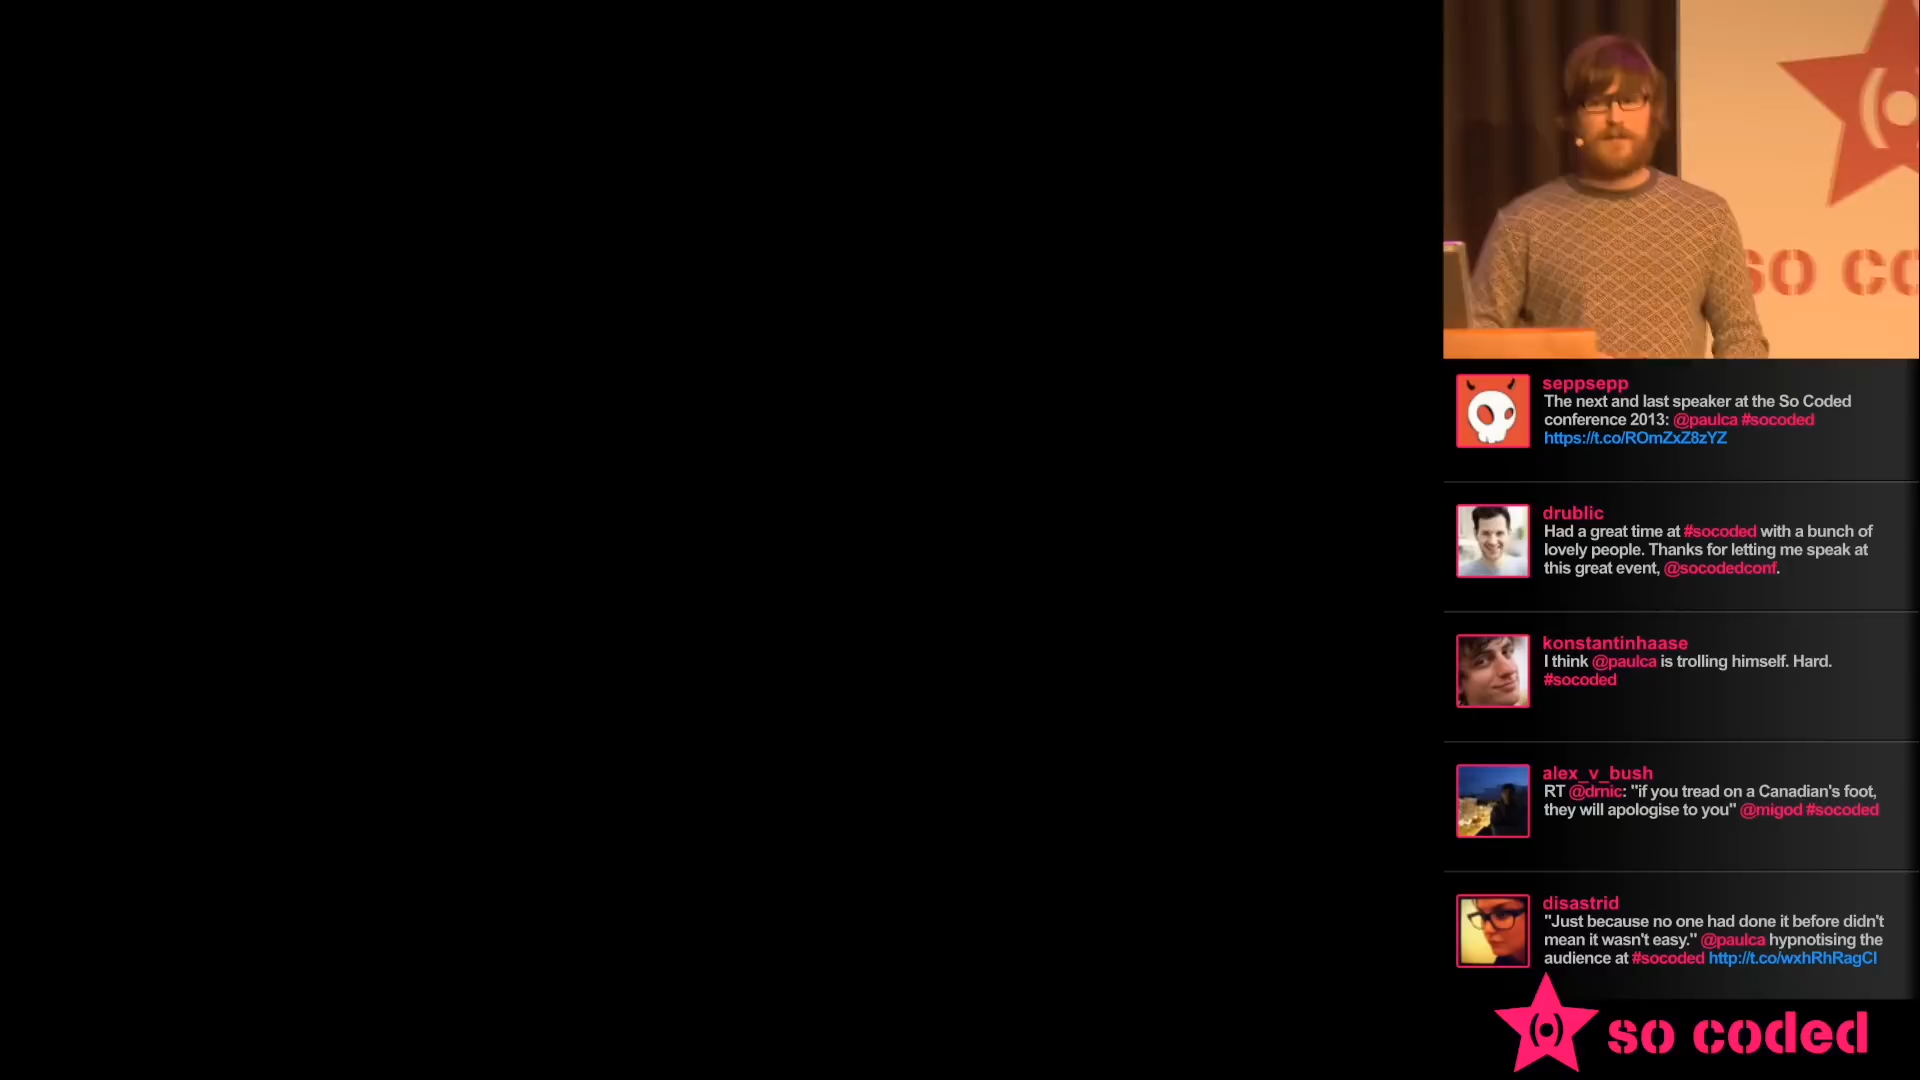 so co
seppsepp
The next and last speaker at the So Coded
conference 2013: @paulca #socoded
https://t.co/ROmZxZ8zYZ
drublic
Had a great time at #socoded with a bunch of
lovely people. Thanks for letting me speak at
this great event, @socodedconf.
konstantinhaase
I think @paulca is trolling himself. Hard.
#socoded
alex_v_bush
RT @drnic: "if you tread on a Canadian's foot,
they will apologise to you" @migod #socoded
disastrid
"Just because no one had done it before didn't
mean it wasn't easy." @paulca hypnotising the
audience at #socoded http://t.co/wxhRhRagCl
so coded